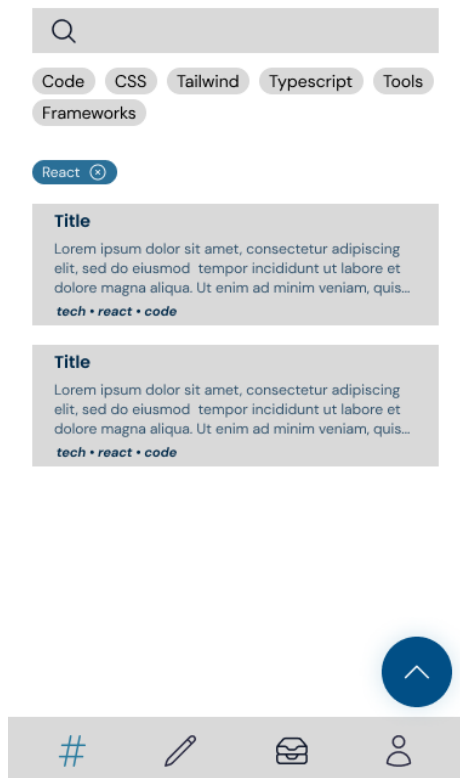 Code CSS Tailwind Typescript Tools
Frameworks
React
Title
Lorem ipsum dolor sit amet, consectetur adipiscing
elit, sed do eiusmod  tempor incididunt ut labore et
dolore magna aliqua. Ut enim ad minim veniam, quis...
tech • react • code
Title
Lorem ipsum dolor sit amet, consectetur adipiscing
elit, sed do eiusmod  tempor incididunt ut labore et
dolore magna aliqua. Ut enim ad minim veniam, quis...
tech • react • code
#